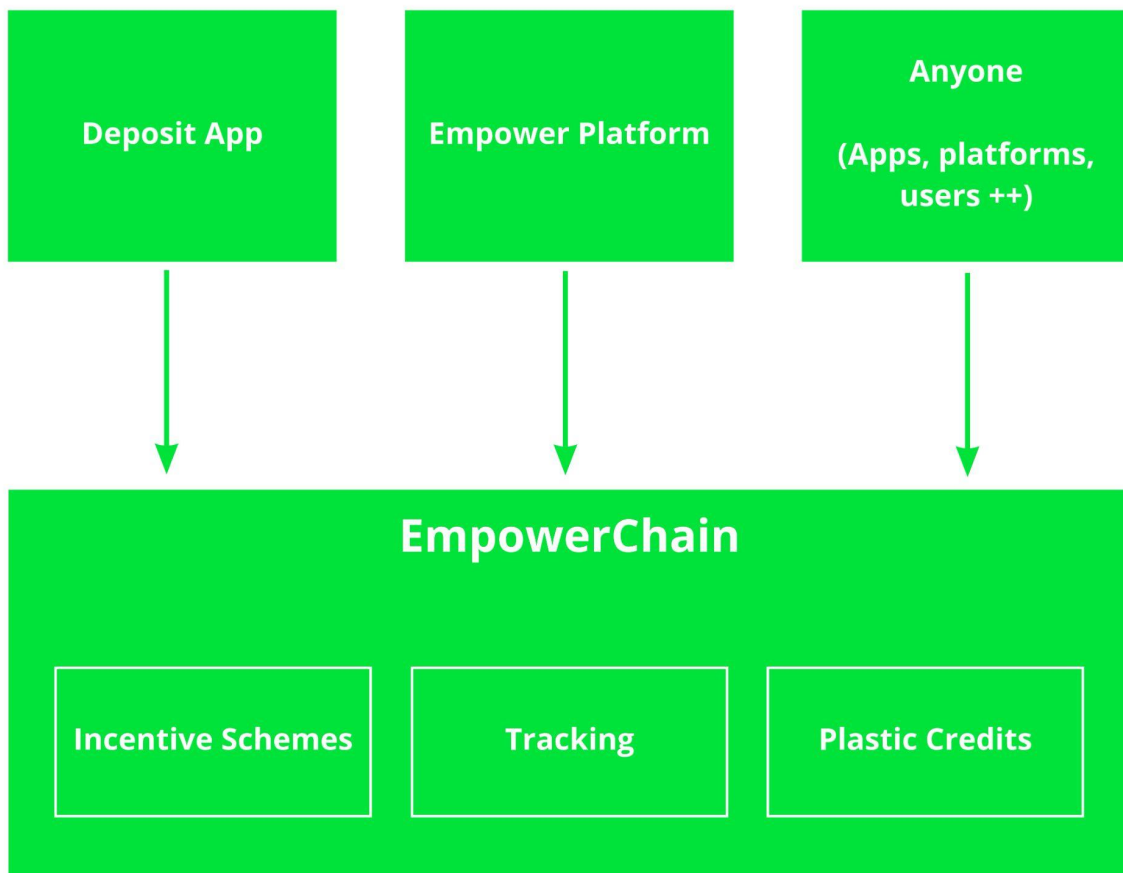 Deposit App
Empower Platform
Anyone
(Apps, platforms,
users ++)
EmpowerChain
Incentive Schemes
Tracking
Plastic Credits